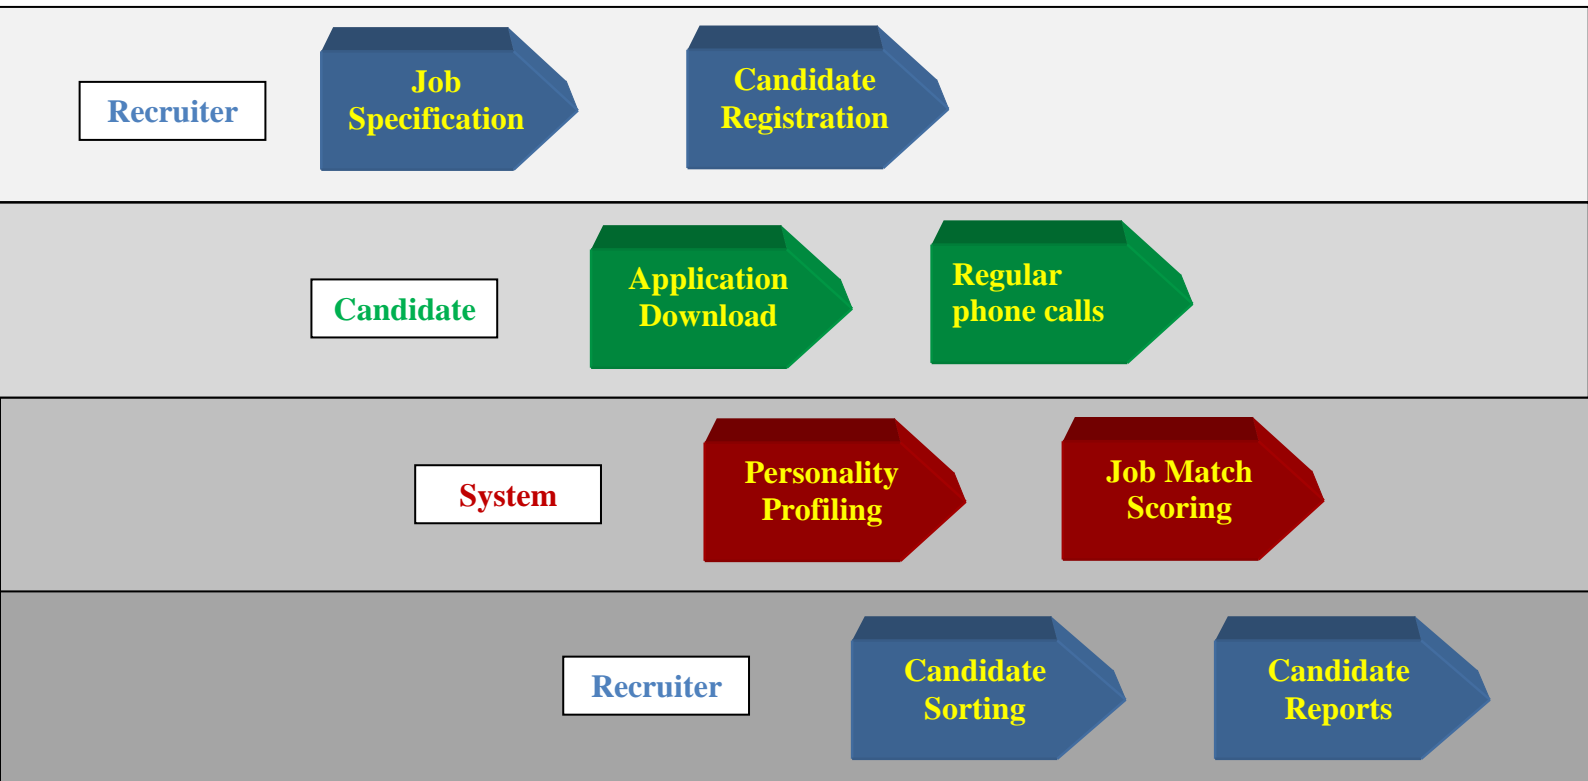 Recruiter
Job
Specification
Candidate
Registration
Candidate
Application
Download
Regular
phone calls
System
Personality
Profiling
Job Match
Scoring
Recruiter
Candidate
Sorting
Candidate
Reports